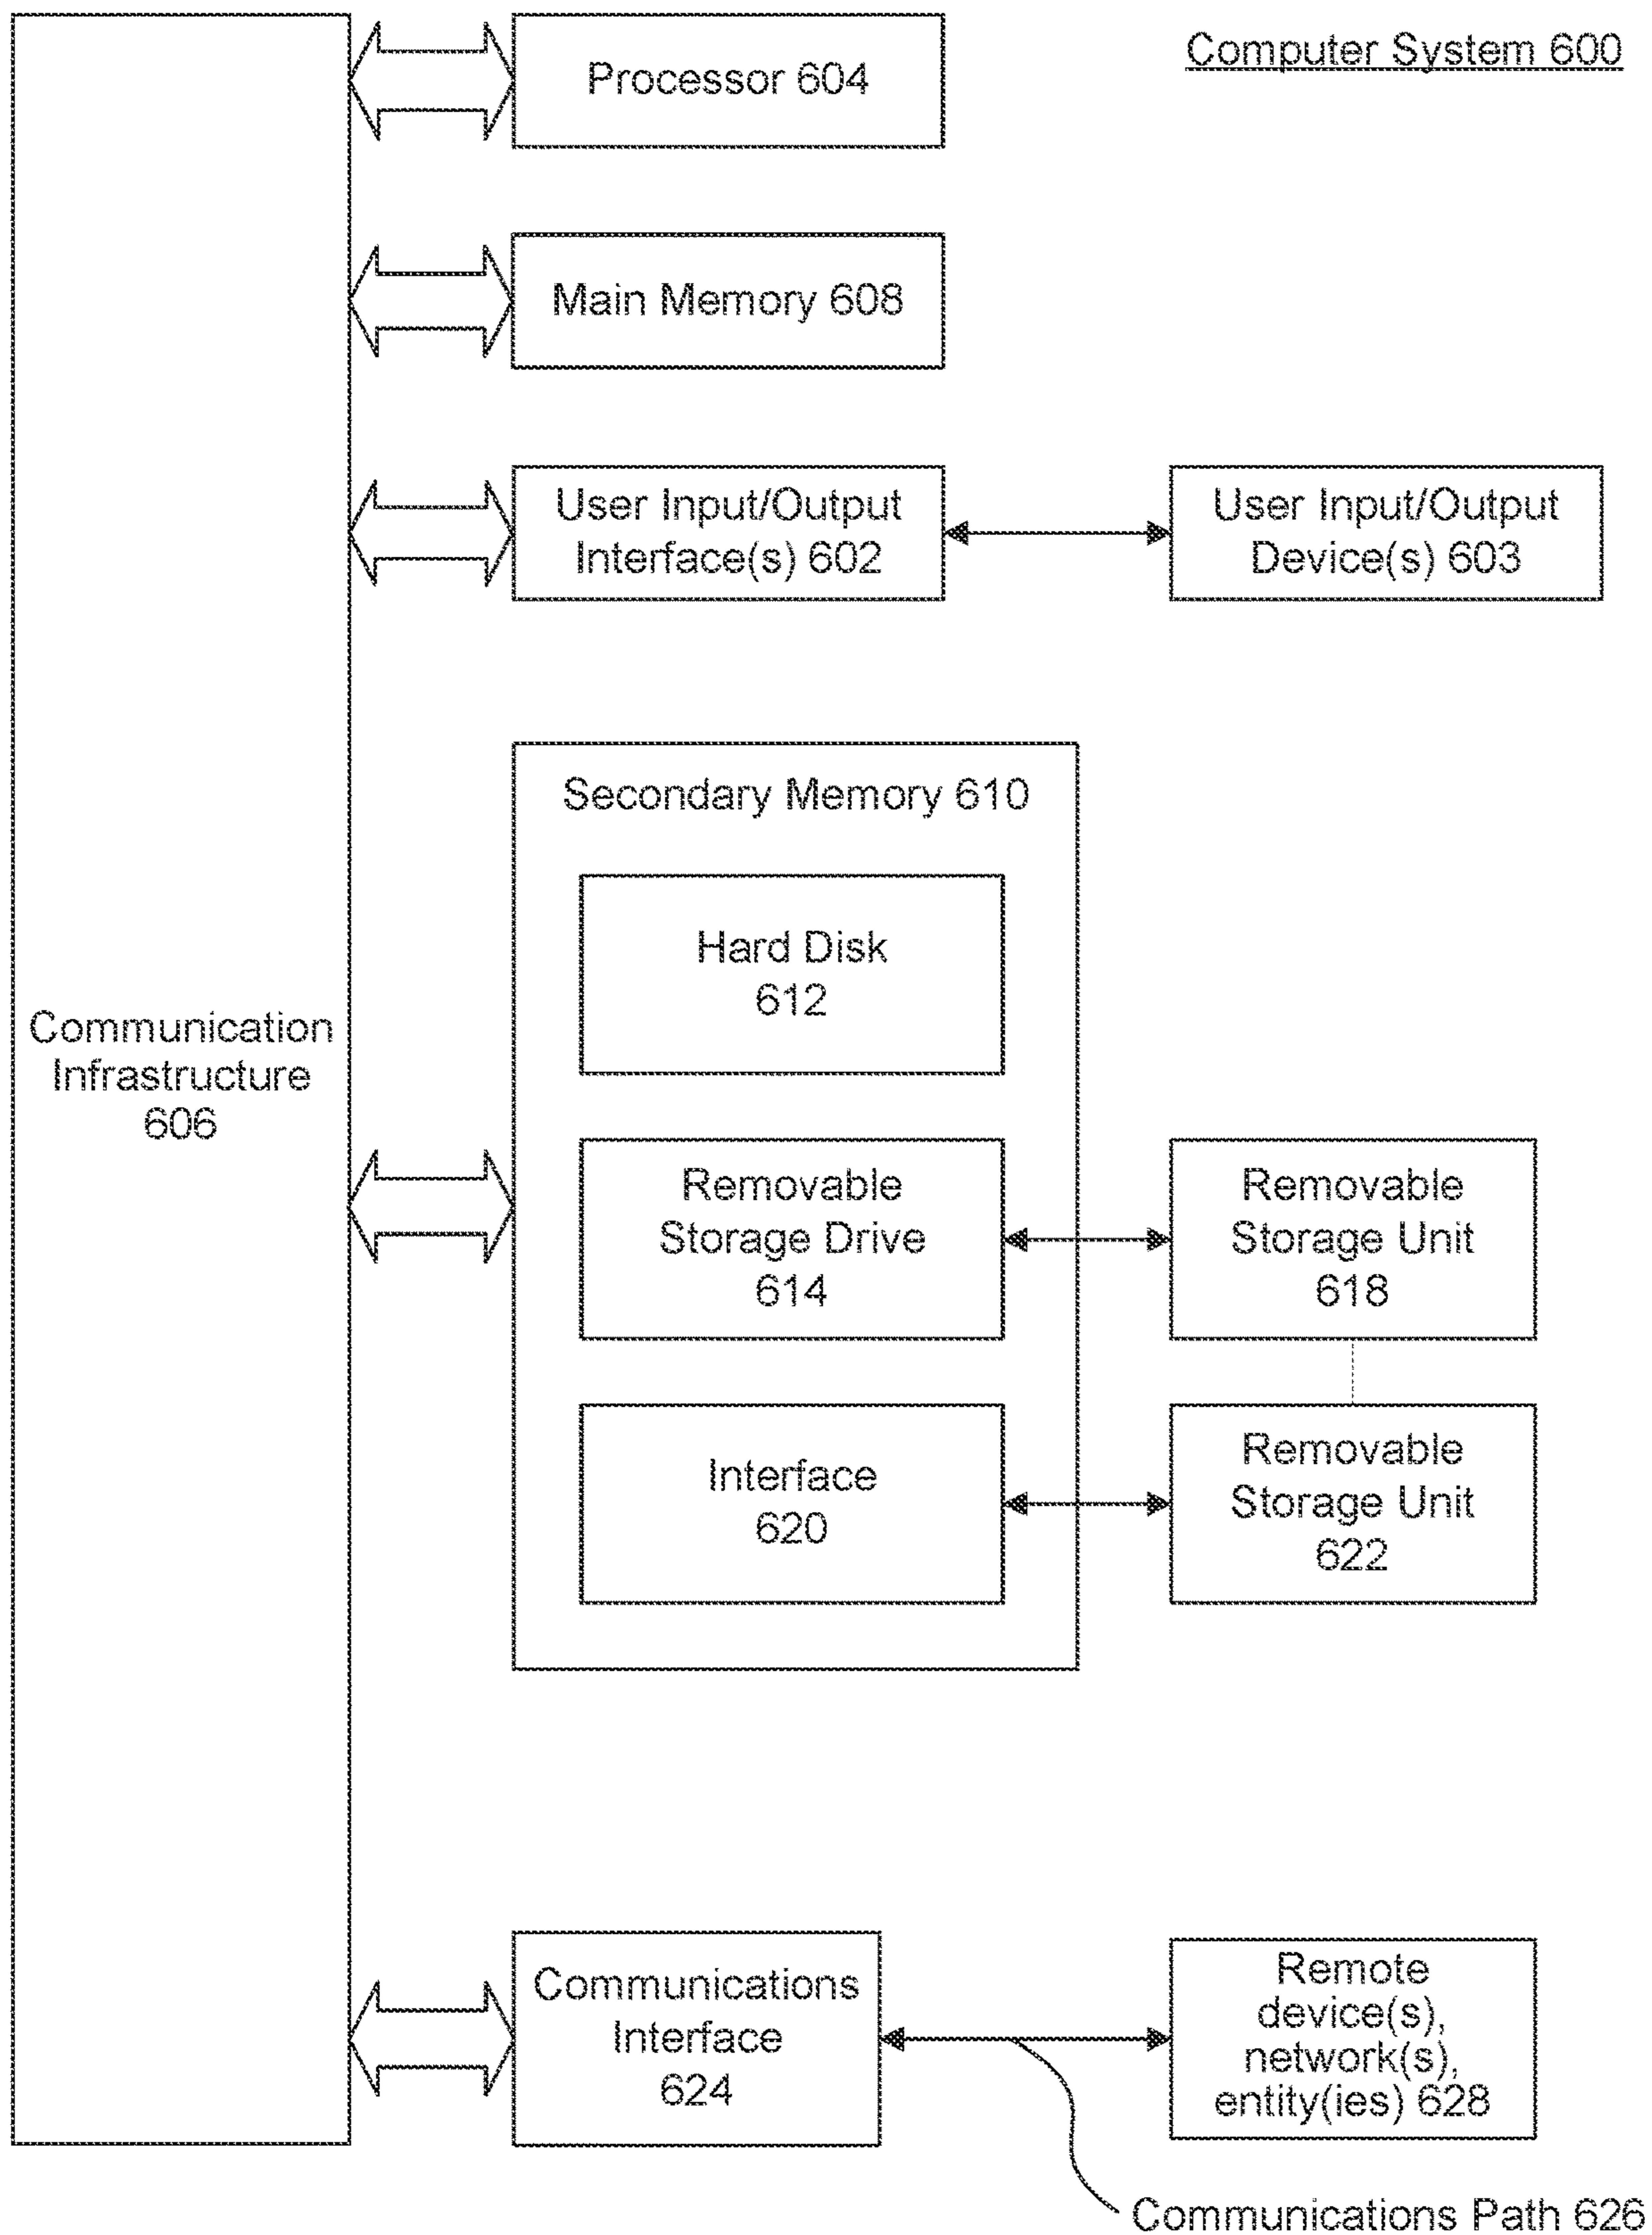 Computer System 600
Processor 604
Main Memory 608
User Input/Output
Interface(s) 602
User Input/Output
Device(s) 603
Secondary Memory 610
Hard Disk
612
Communication
Infrastructure
606
Removable
Storage Drive
614
Removable
Storage Unit
618
Interface
620
Removable
Storage Unit
622
Communications
Interface
624
Remote
device(s),
network(s),
entity(ies) 628
Communications Path 626